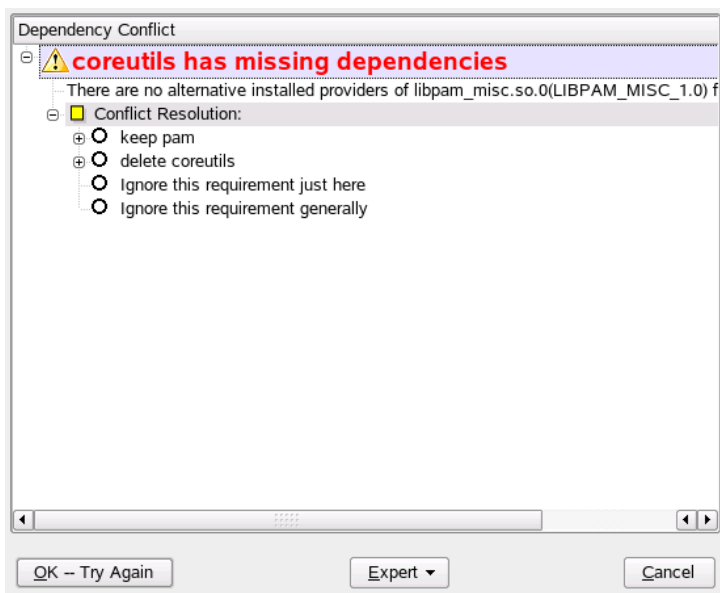 Dependency Conflict
coreutils has missing dependencies
There are no alternative installed providers of libpam_misc.so.0(LIBPAM_MISC_1.0) f
Conflict Resolution:
keep pam
delete coreutils
Ignore this requirement just here
Ignore this requirement generally
OK -- Try Again
Expert
Cancel